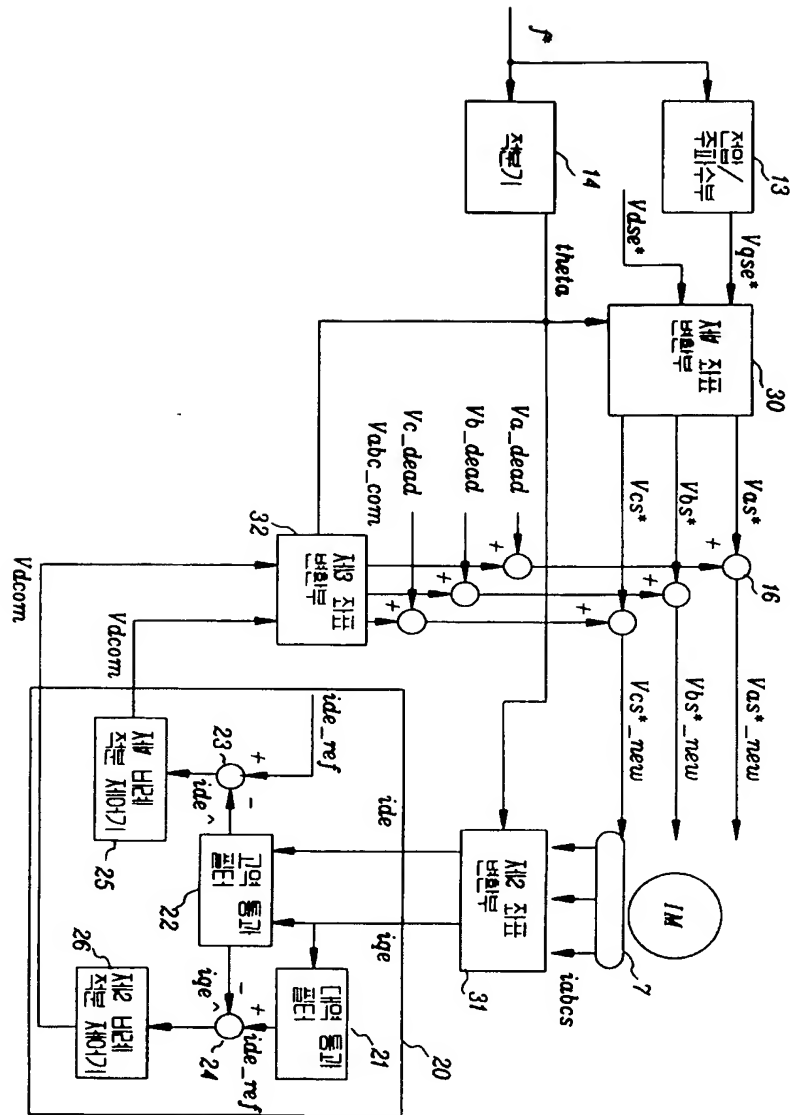 f*
전압/
주파수부
13
적분기
14
Vqse*
Vdse*
theta
제1 좌표
변환부
30
Vas*
Vbs*
Vcs*
Va_dead
Vb_dead
Vc_dead
Vabc_com
+
+
+
+
+
+
16
제3 좌표
변환부
32
Vas*_new
Vbs*_new
Vcs*_new
IM
7
iabcs
제2 좌표
변환부
31
ide
iqe
Vdcom
Vdcom
20
ide_ref
+
-
23
ide^
제1 비례
적분 제어기
25
고역 통과
필터
22
대역 통과
필터
21
ide_ref
+
-
24
iqe^
제2 비례
적분 제어기
26